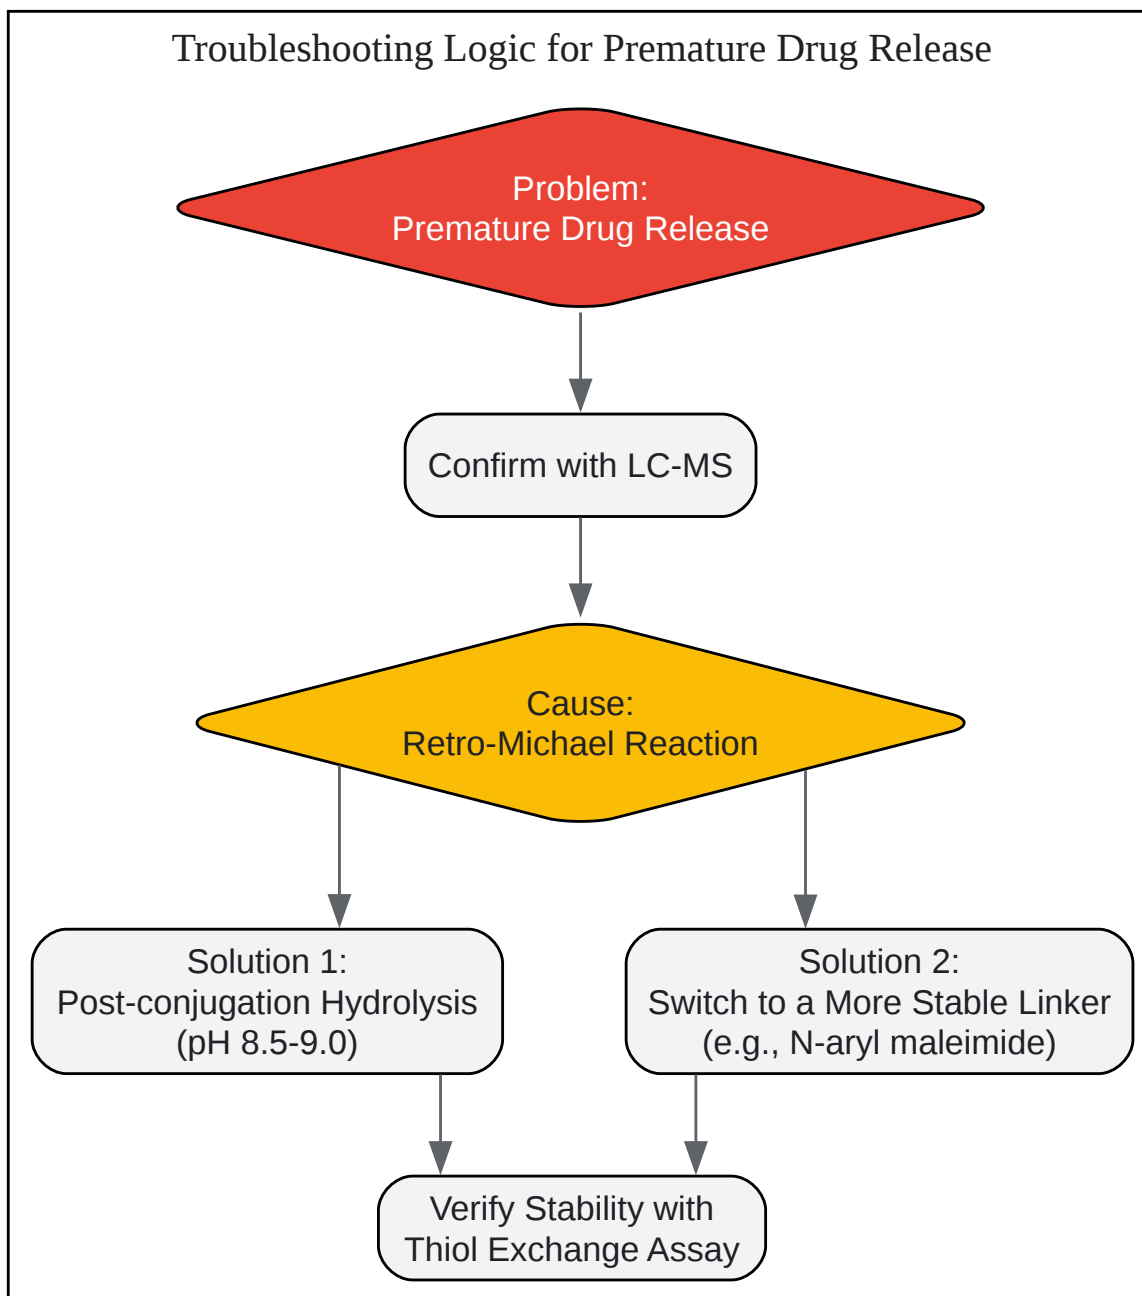 Troubleshooting Logic for Premature Drug Release
Problem:
Premature Drug Release
Confirm with LC-MS
Cause:
Retro-Michael Reaction
Solution 1:
Post-conjugation Hydrolysis
(pH 8.5-9.0)
Solution 2:
Switch to a More Stable Linker
(e.g., N-aryl maleimide)
Verify Stability with
Thiol Exchange Assay